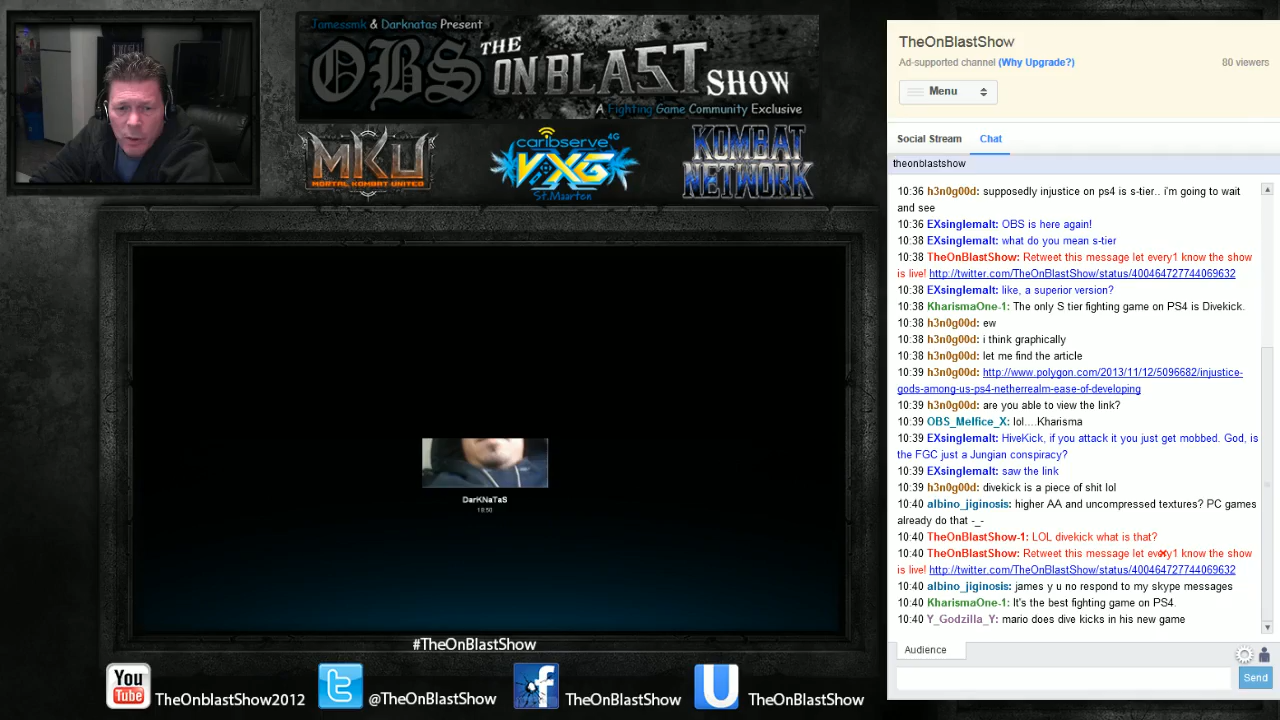 Jamessmk & Darknatas Present
OBS THE ON BLAST SHOW
A Fighting Game Community Exclusive
MKU
MORTAL KOMBAT UNITED
caribserve 4G
VXG
St.Maarten
KOMBAT
NETWORK
DarKNaTaS
18:50
#TheOnBlastShow
You
Tube
TheOnblastShow2012
@TheOnBlastShow
TheOnBlastShow
TheOnBlastShow
TheOnBlastShow
Ad-supported channel (Why Upgrade?)
80 viewers
Menu
Social Stream Chat
theonblastshow
10:36 h3n0g00d: supposedly injustice on ps4 is s-tier.. i'm going to wait
and see
10:36 EXsinglemalt: OBS is here again!
10:38 EXsinglemalt: what do you mean s-tier
10:38 TheOnBlastShow: Retweet this message let every1 know the show
is live! http://twitter.com/TheOnBlastShow/status/400464727744069632
10:38 EXsinglemalt: like, a superior version?
10:38 KharismaOne-1: The only S tier fighting game on PS4 is Divekick.
10:38 h3n0g00d: ew
10:38 h3n0g00d: i think graphically
10:38 h3n0g00d: let me find the article
10:39 h3n0g00d: http://www.polygon.com/2013/11/12/5096682/injustice-
gods-among-us-ps4-netherrealm-ease-of-developing
10:39 h3n0g00d: are you able to view the link?
10:39 OBS_Melfice_X: lol....Kharisma
10:39 EXsinglemalt: HiveKick, if you attack it you just get mobbed. God, is
the FGC just a Jungian conspiracy?
10:39 EXsinglemalt: saw the link
10:39 h3n0g00d: divekick is a piece of shit lol
10:40 albino_jiginosis: higher AA and uncompressed textures? PC games
already do that -_-
10:40 TheOnBlastShow-1: LOL divekick what is that?
10:40 TheOnBlastShow: Retweet this message let every1 know the show
is live! http://twitter.com/TheOnBlastShow/status/400464727744069632
10:40 albino_jiginosis: james y u no respond to my skype messages
10:40 KharismaOne-1: It's the best fighting game on PS4.
10:40 Y_Godzilla_Y: mario does dive kicks in his new game
Audience
Send